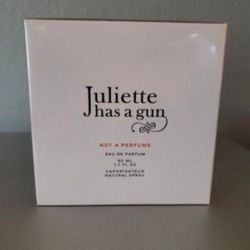 Juliette
has a gun
NOT A PERFUME
EAU DE PARFUM
50 ML
1.7 FL.OZ
VAPORISATEUR
NATURAL SPRAY